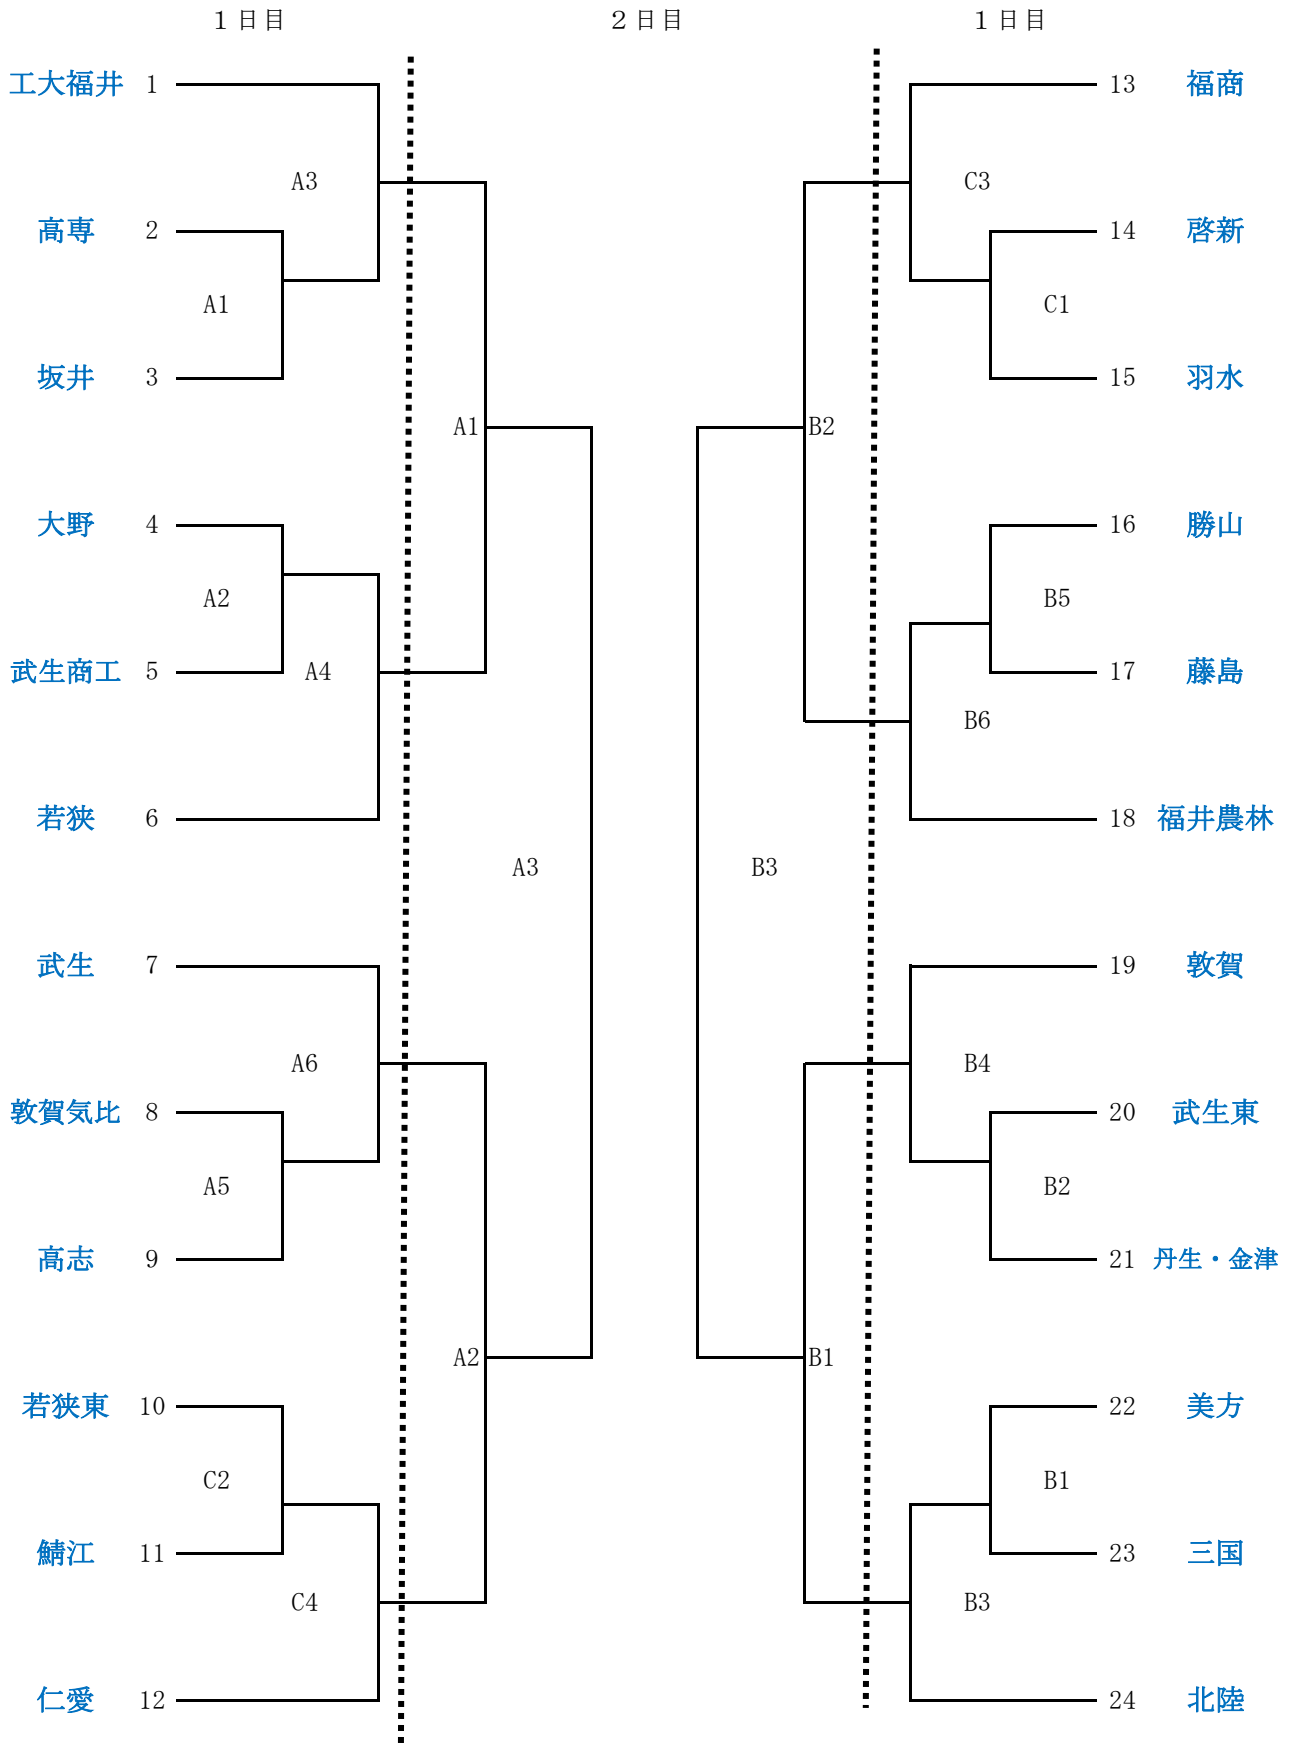 １日目 ２日目 １日目
工大福井 1 13 福商
A3 C3
高専 2 14 啓新
A1 C1
坂井 3 15 羽水
A1 B2
大野 4 16 勝山
A2 B5
武生商工 5 A4 17 藤島
B6
若狭 6 18 福井農林
A3 B3
武生 7 19 敦賀
A6 B4
敦賀気比 8 20 武生東
A5 B2
高志 9 21 丹生・金津
A2 B1
若狭東 10 22 美方
C2 B1
鯖江 11 23 三国
C4 B3
仁愛 12 24 北陸